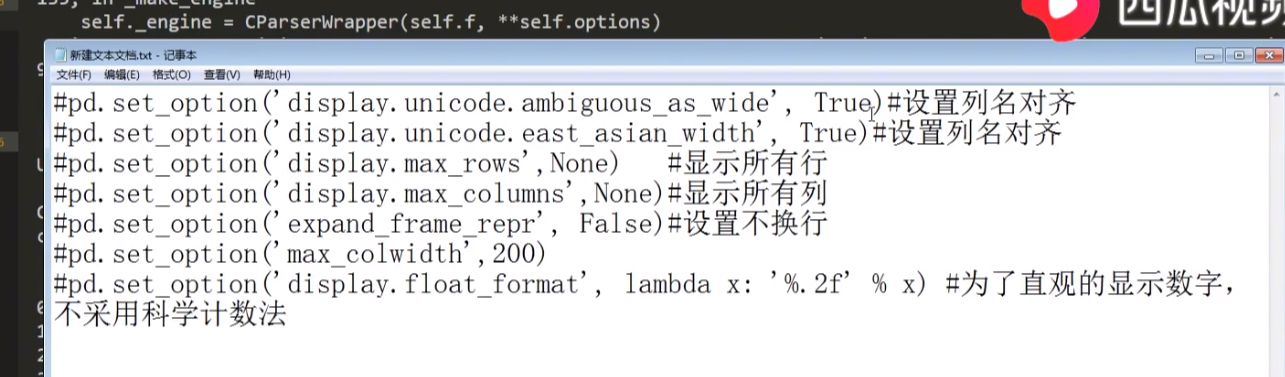 self._engine = CParserWrapper(self.f, **self.options)
西瓜视频
新建文本文档.txt - 记事本
文件(F) 编辑(E) 格式(O) 查看(V) 帮助(H)
#pd.set_option('display.unicode.ambiguous_as_wide', True)#设置列名对齐
#pd.set_option('display.unicode.east_asian_width', True)#设置列名对齐
#pd.set_option('display.max_rows',None)   #显示所有行
#pd.set_option('display.max_columns',None)#显示所有列
#pd.set_option('expand_frame_repr', False)#设置不换行
#pd.set_option('max_colwidth',200)
#pd.set_option('display.float_format', lambda x: '%.2f' % x) #为了直观的显示数字，
不采用科学计数法